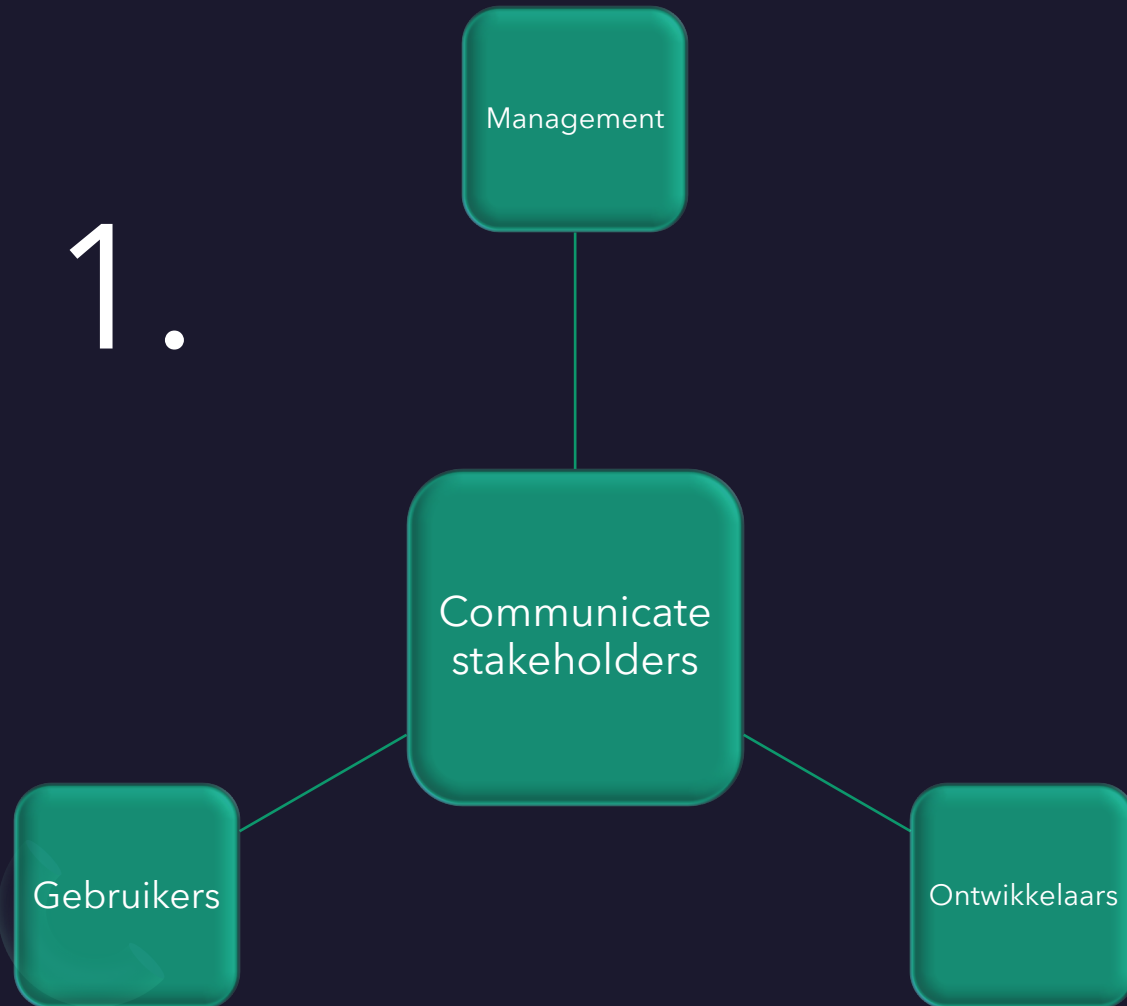 1.
Management
Communicate
stakeholders
Gebruikers
Ontwikkelaars